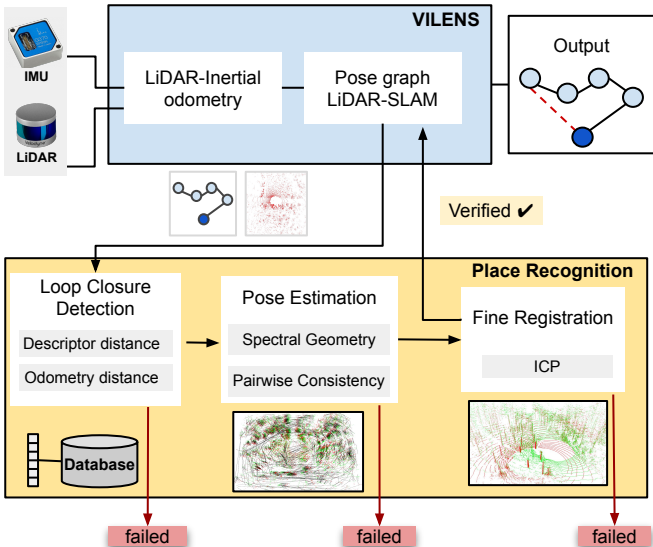 VILENS
IMU
LiDAR
LiDAR-Inertial
odometry
Pose graph
LiDAR-SLAM
Output
Verified ✔
Place Recognition
Loop Closure
Detection
Descriptor distance
Odometry distance
Database
Pose Estimation
Spectral Geometry
Pairwise Consistency
Fine Registration
ICP
failed
failed
failed